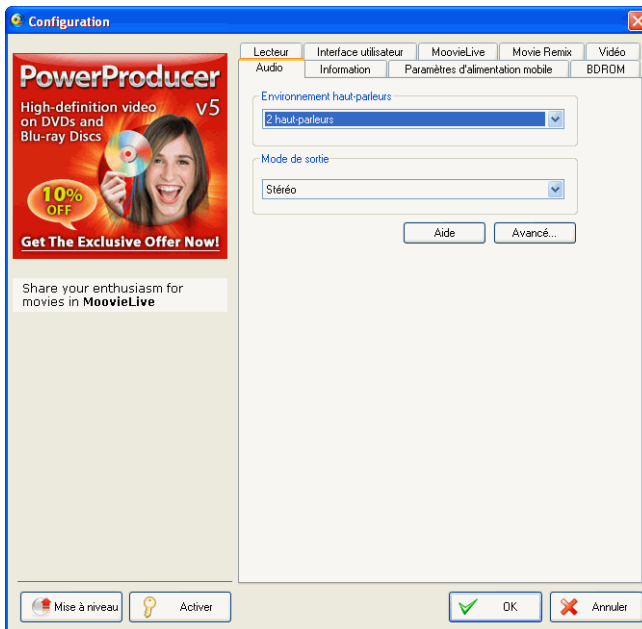 Configuration
PowerProducer
High-definition video
on DVDs and
Blu-ray Discs
v5
10%
OFF
Get The Exclusive Offer Now!
Share your enthusiasm for
movies in MoovieLive
Lecteur
Interface utilisateur
MoovieLive
Movie Remix
Vidéo
Audio
Information
Paramètres d'alimentation mobile
BDROM
Environnement haut-parleurs
2 haut-parleurs
Mode de sortie
Stéréo
Aide
Avancé...
Mise à niveau
Activer
OK
Annuler